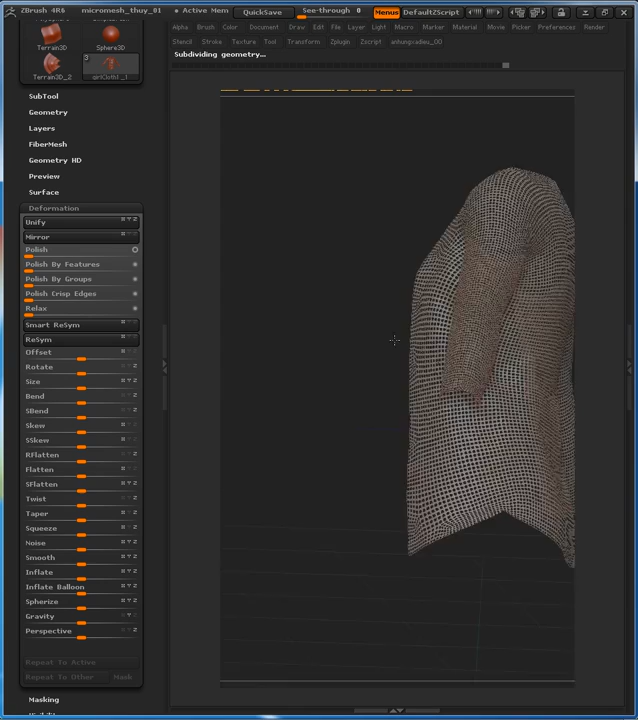 ZBrush 4R6 micromesh_thuy_01 • Active Mem QuickSave See-through 0 Menus DefaultZScript
Alpha Brush Color Document Draw Edit File Layer Light Macro Marker Material Movie Picker Preferences Render
Stencil Stroke Texture Tool Transform Zplugin Zscript anhungxadieu_OO
Subdividing geometry...
Terrain3D Sphere3D
3
Terrain3D_2 girlCloth1_1
SubTool
Geometry
Layers
FiberMesh
Geometry HD
Preview
Surface
Deformation
Unify
Mirror
Polish
Polish By Features
Polish By Groups
Polish Crisp Edges
Relax
Smart ReSym
ReSym
Offset
Rotate
Size
Bend
SBend
Skew
SSkew
RFlatten
Flatten
SFlatten
Twist
Taper
Squeeze
Noise
Smooth
Inflate
Inflate Balloon
Spherize
Gravity
Perspective
Repeat To Active
Repeat To Other Mask
Masking